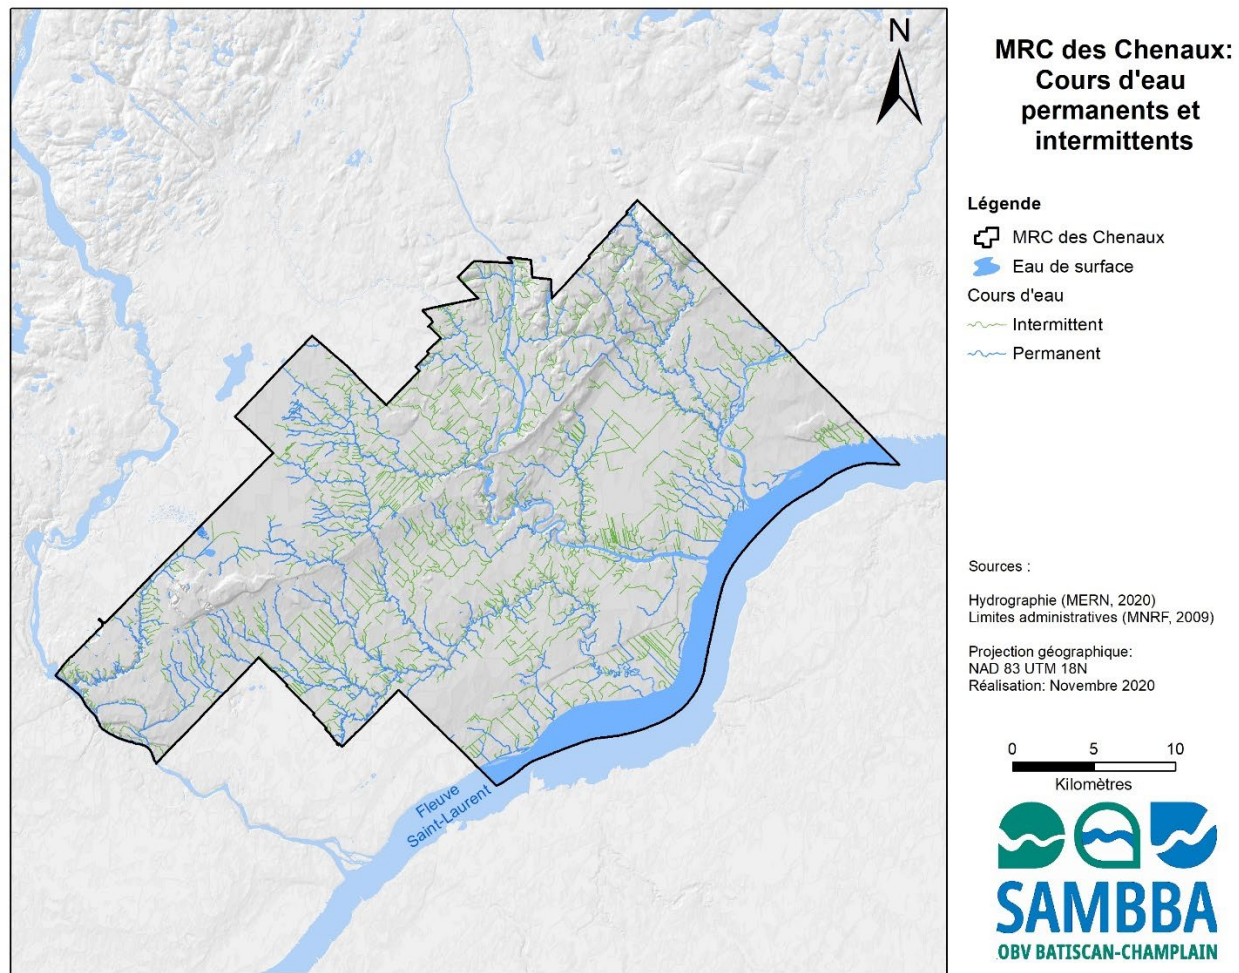 N
MRC des Chenaux:
Cours d'eau
permanents et
intermittents
Légende
MRC des Chenaux
Eau de surface
Cours d'eau
Intermittent
Permanent
Sources :
Hydrographie (MERN, 2020)
Limites administratives (MNRF, 2009)
Projection géographique:
NAD 83 UTM 18N
Réalisation: Novembre 2020
0 5 10
Kilomètres
Fleuve
Saint-Laurent
SAMBBA
OBV BATISCAN-CHAMPLAIN